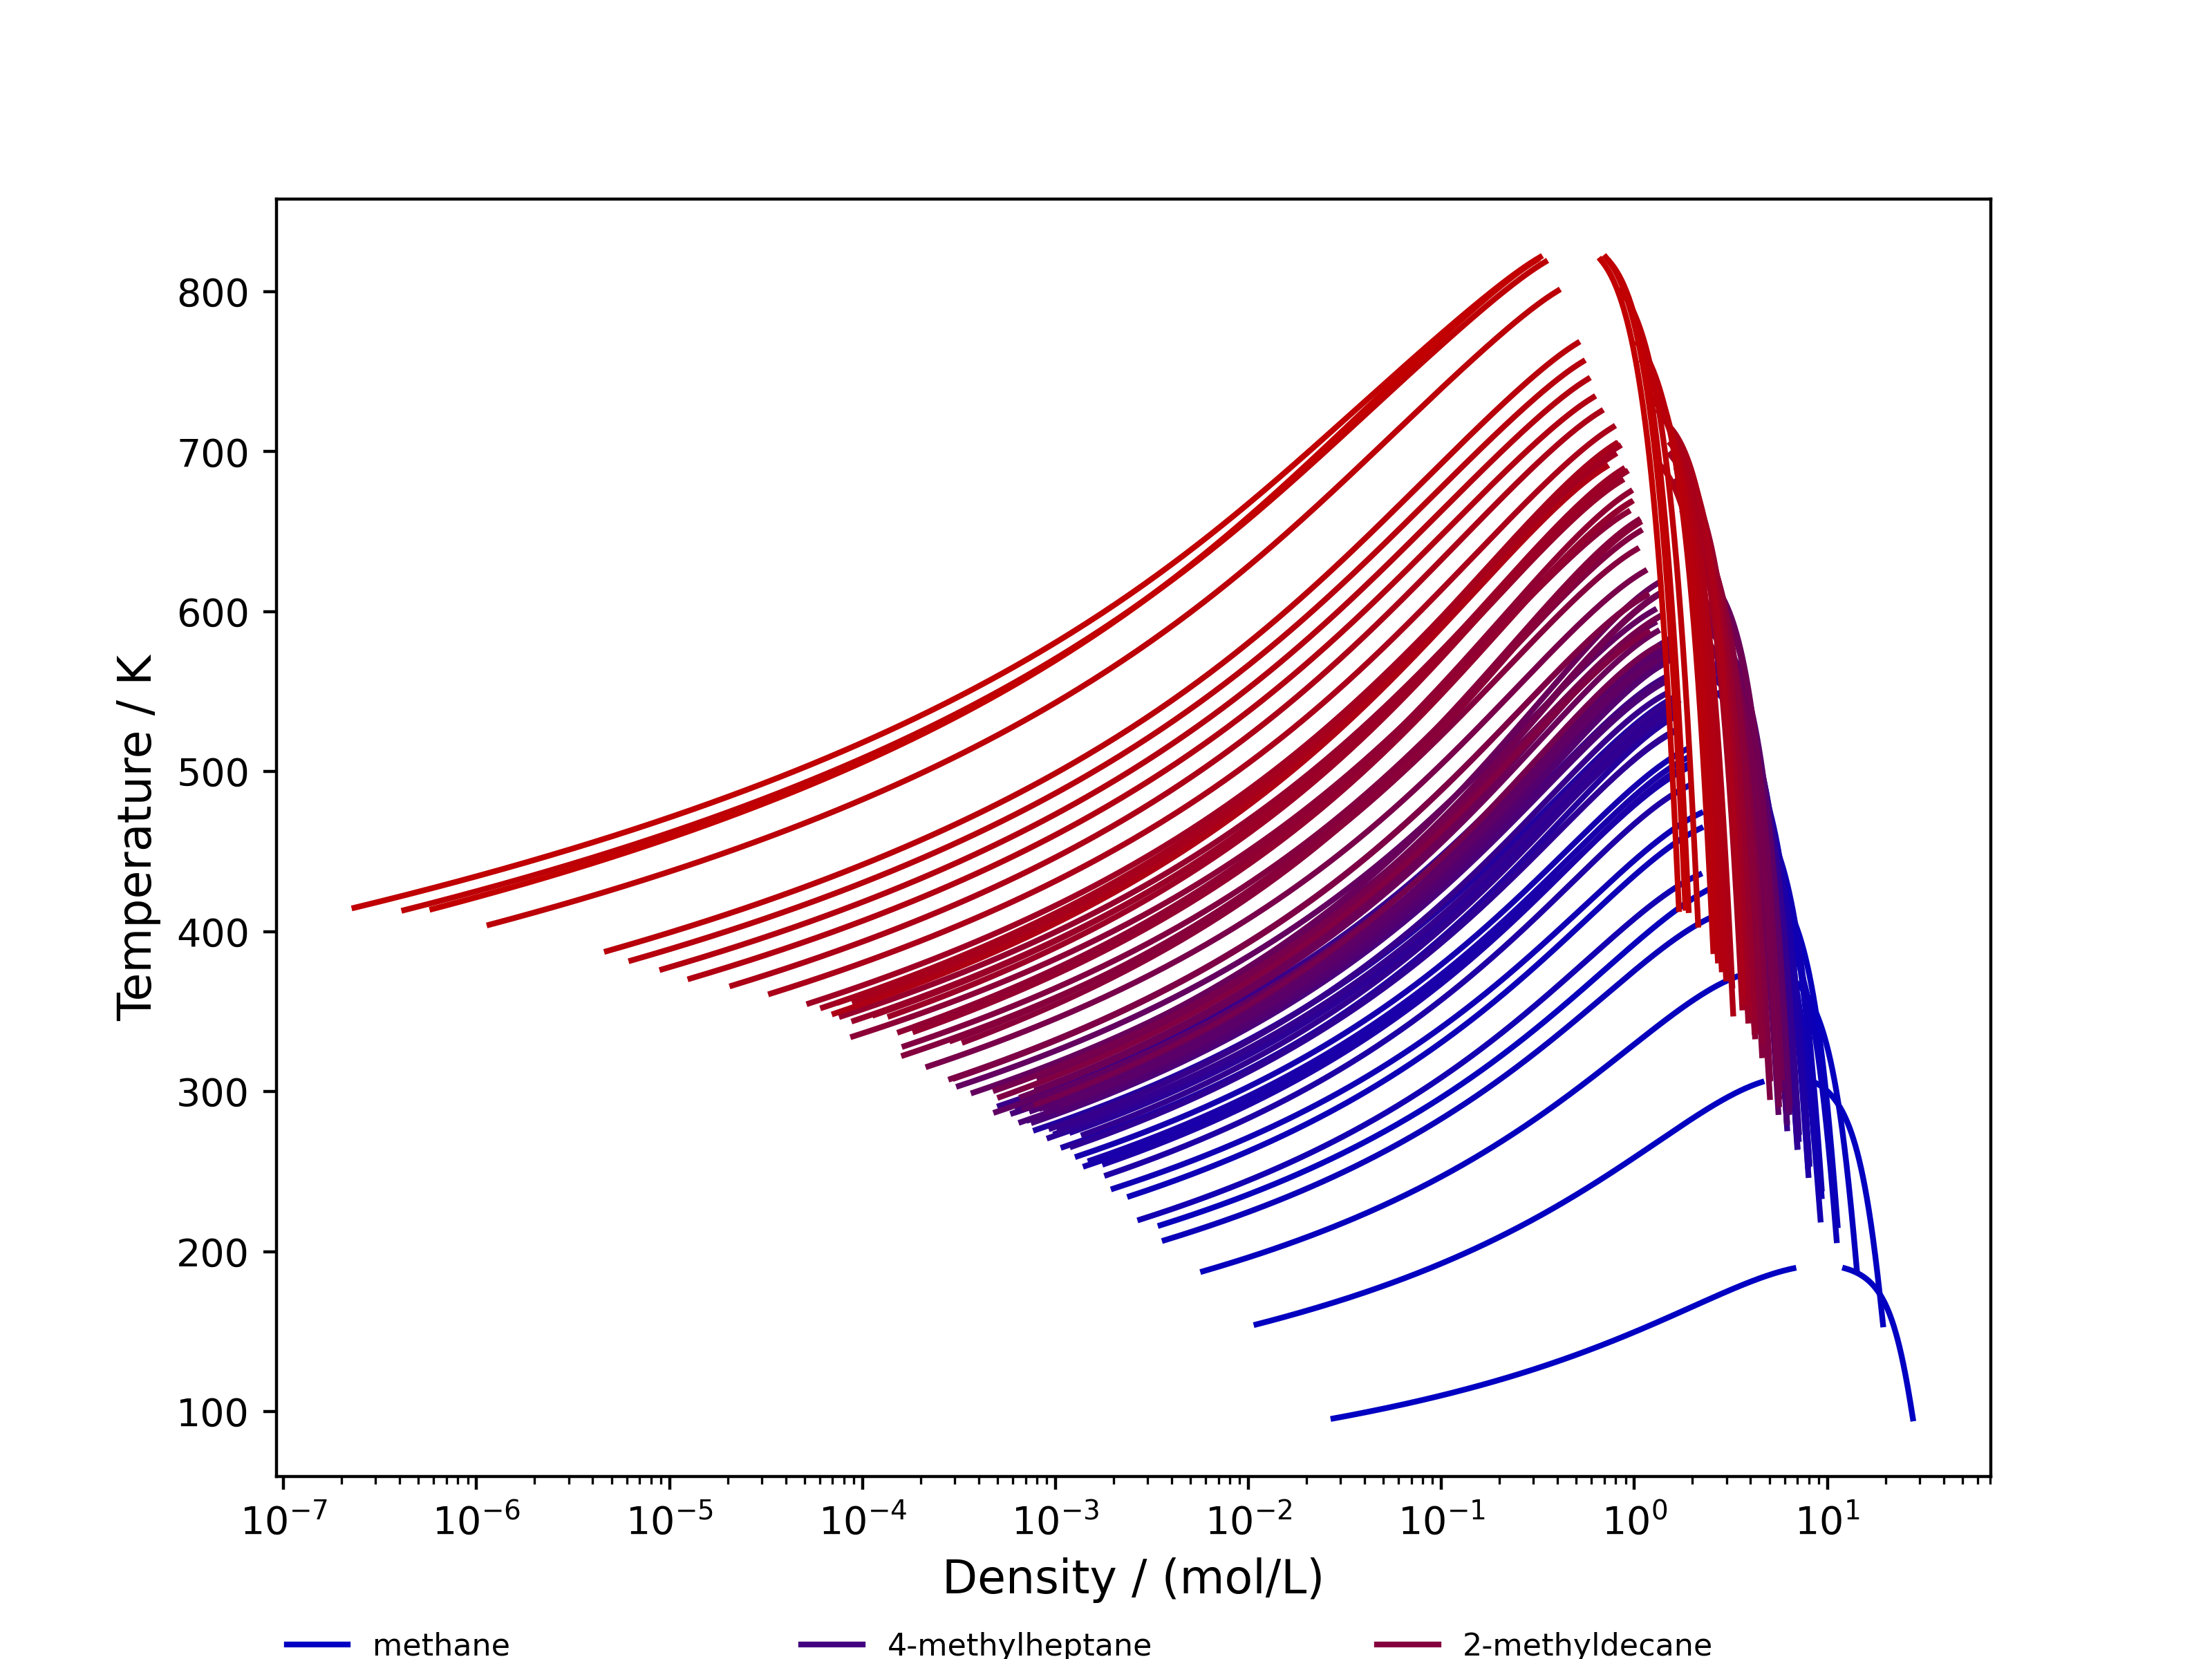 800
700
600
500
400
300
200
100
Temperature / K
10⁻⁷ 10⁻⁶ 10⁻⁵ 10⁻⁴ 10⁻³ 10⁻² 10⁻¹ 10⁰ 10¹
Density / (mol/L)
methane 4-methylheptane 2-methyldecane